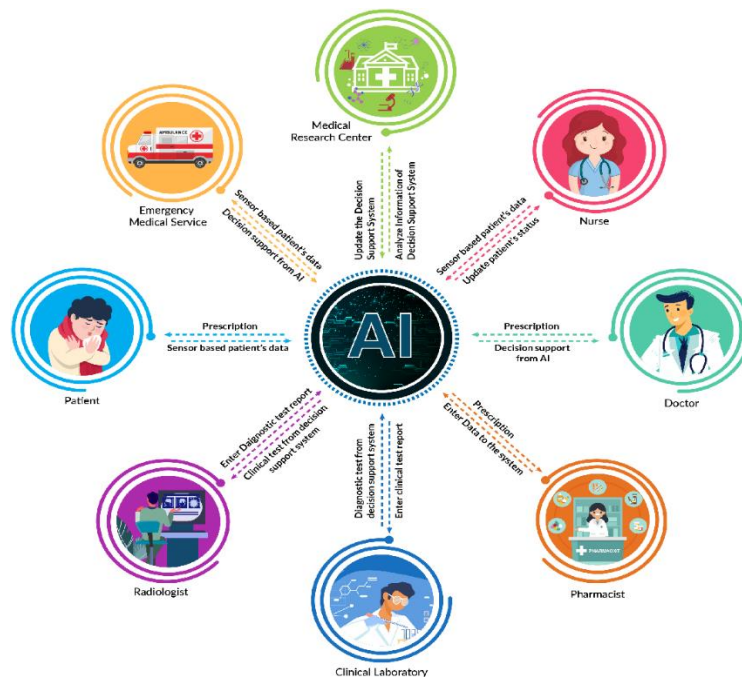 Medical
Research Center
AMBULANCE
Emergency
Medical Service
Nurse
Update the Decision
Support System
Analyze Information of
Decision Support System
Sensor based patient's data
Decision support from AI
Sensor based patient's data
Update patient's status
AI
Prescription
Sensor based patient's data
Patient
Prescription
Decision support
from AI
Doctor
Enter Daignostic test report
Clinical test from decision
support system
Diagnostic test from
decision support system
Enter clinical test report
Prescription
Enter Data to the system
Radiologist
PHARMOIST
Pharmacist
Clinical Laboratory